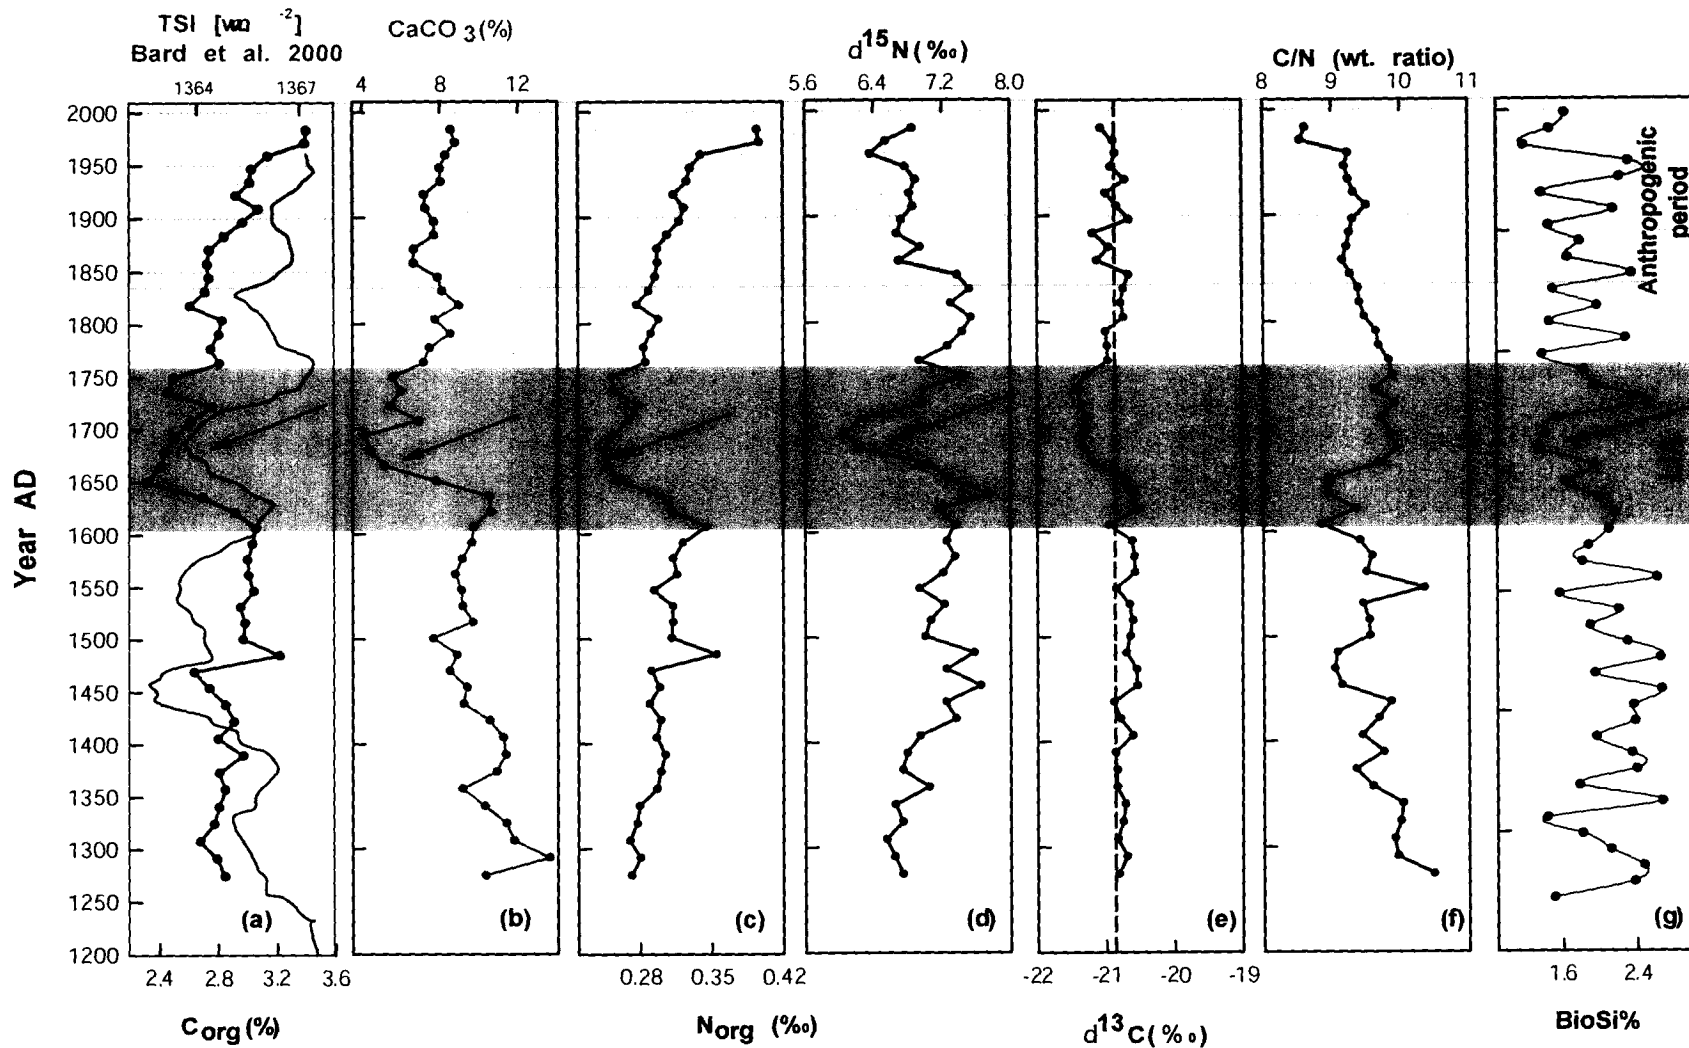 TSI [wm -2]
Bard et al. 2000
CaCO3(%)
d15N(‰)
C/N (wt. ratio)
1364 1367
4 8 12
5.6 6.4 7.2 8.0
8 9 10 11
Year AD
2000
1950
1900
1850
1800
1750
1700
1650
1600
1550
1500
1450
1400
1350
1300
1250
1200
Anthropogenic
period
(a) (b) (c) (d) (e) (f) (g)
2.4 2.8 3.2 3.6
0.28 0.35 0.42
-22 -21 -20 -19
1.6 2.4
Corg(%)
Norg (‰)
d13C(‰)
BioSi%